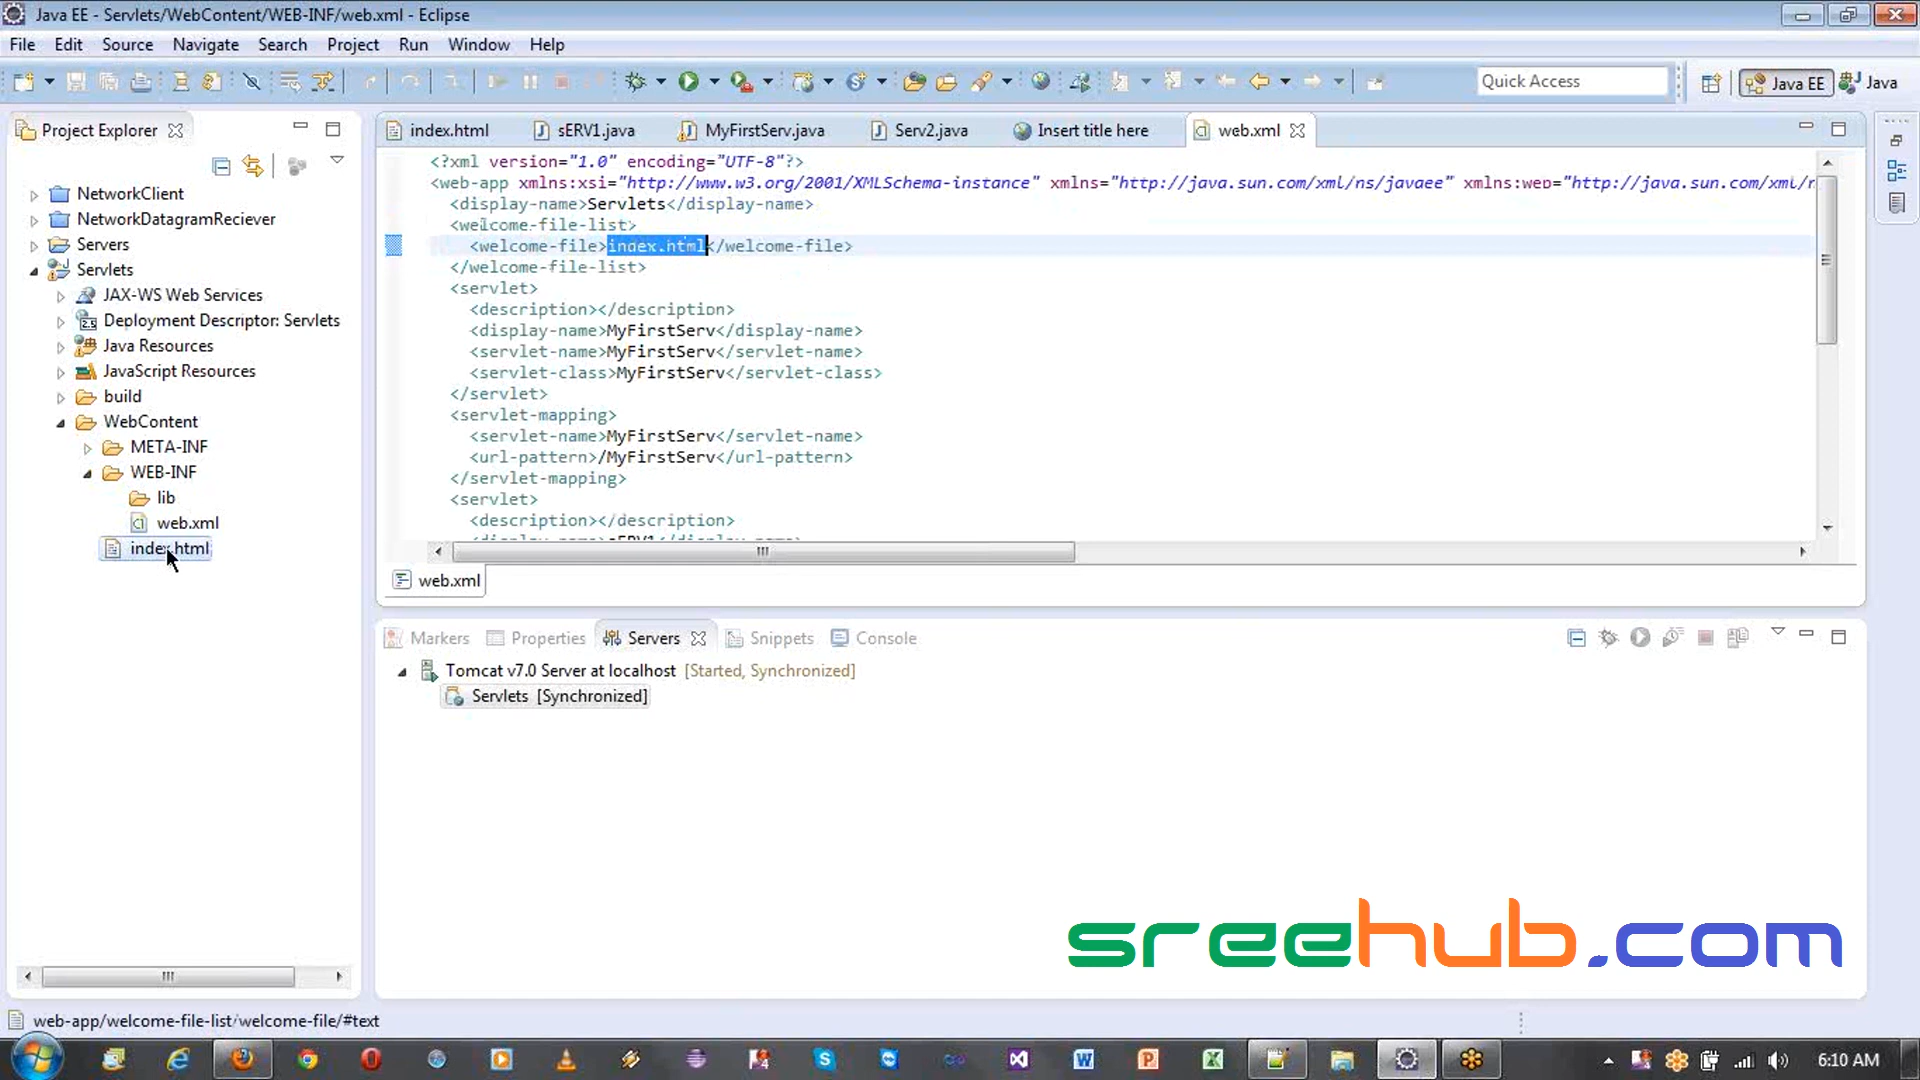 Java EE - Servlets/WebContent/WEB-INF/web.xml - Eclipse
File Edit Source Navigate Search Project Run Window Help
Quick Access
Java EE
Java
Project Explorer
NetworkClient
NetworkDatagramReciever
Servers
Servlets
JAX-WS Web Services
2.5 Deployment Descriptor: Servlets
Java Resources
JavaScript Resources
build
WebContent
META-INF
WEB-INF
lib
web.xml
index.html
index.html sERV1.java MyFirstServ.java Serv2.java Insert title here web.xml
<?xml version="1.0" encoding="UTF-8"?>
<web-app xmlns:xsi="http://www.w3.org/2001/XMLSchema-instance" xmlns="http://java.sun.com/xml/ns/javaee" xmlns:web="http://java.sun.com/xml/n
<display-name>Servlets</display-name>
<welcome-file-list>
<welcome-file>index.html</welcome-file>
</welcome-file-list>
<servlet>
<description></description>
<display-name>MyFirstServ</display-name>
<servlet-name>MyFirstServ</servlet-name>
<servlet-class>MyFirstServ</servlet-class>
</servlet>
<servlet-mapping>
<servlet-name>MyFirstServ</servlet-name>
<url-pattern>/MyFirstServ</url-pattern>
</servlet-mapping>
<servlet>
<description></description>
<display-name>sERV1</display-name>
web.xml
Markers Properties Servers Snippets Console
Tomcat v7.0 Server at localhost [Started, Synchronized]
Servlets [Synchronized]
sreehub.com
web-app/welcome-file-list/welcome-file/#text
6:10 AM